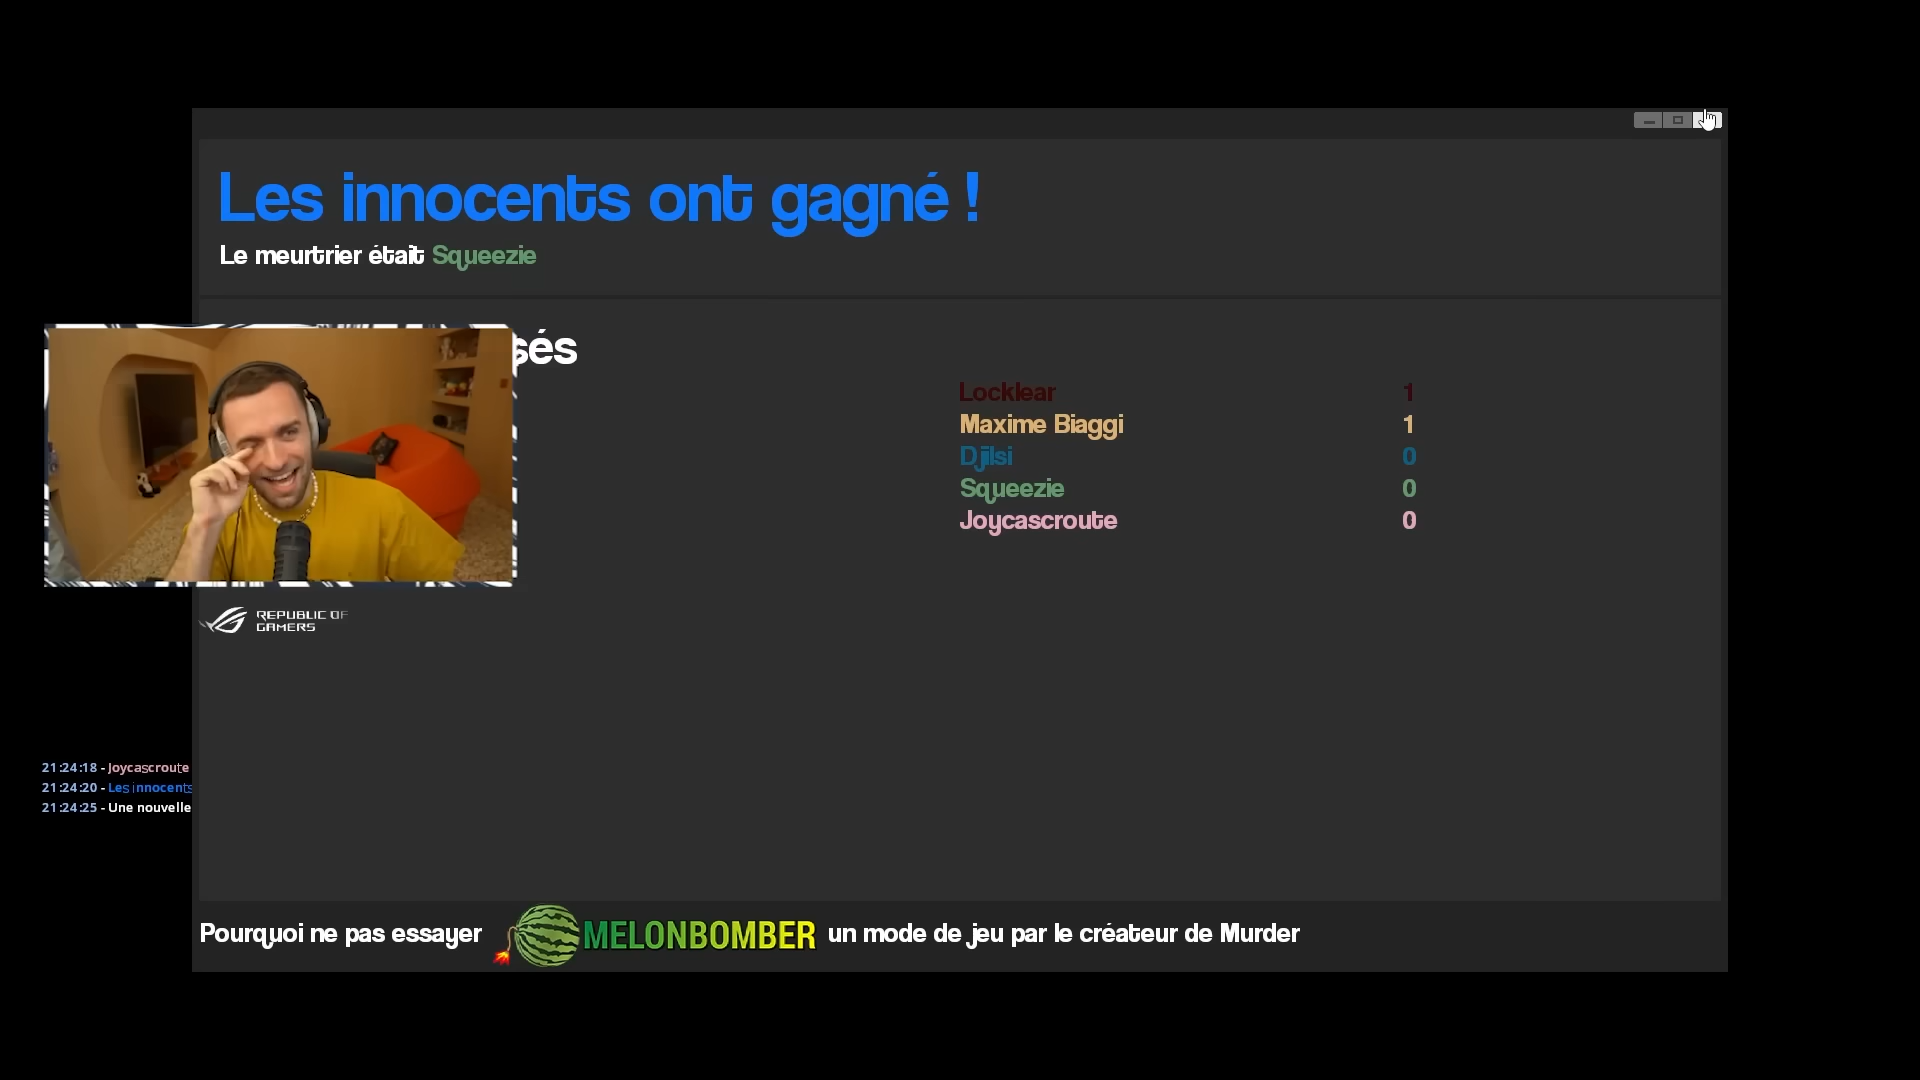 Les innocents ont gagné !
Le meurtrier était Squeezie
sés
Locklear 1
Maxime Biaggi 1
Djilsi 0
Squeezie 0
Joycascroute 0
REPUBLIC OF
GAMERS
21:24:18 - Joycascroute
21:24:20 - Les innocents
21:24:25 - Une nouvelle
Pourquoi ne pas essayer MELONBOMBER un mode de jeu par le créateur de Murder